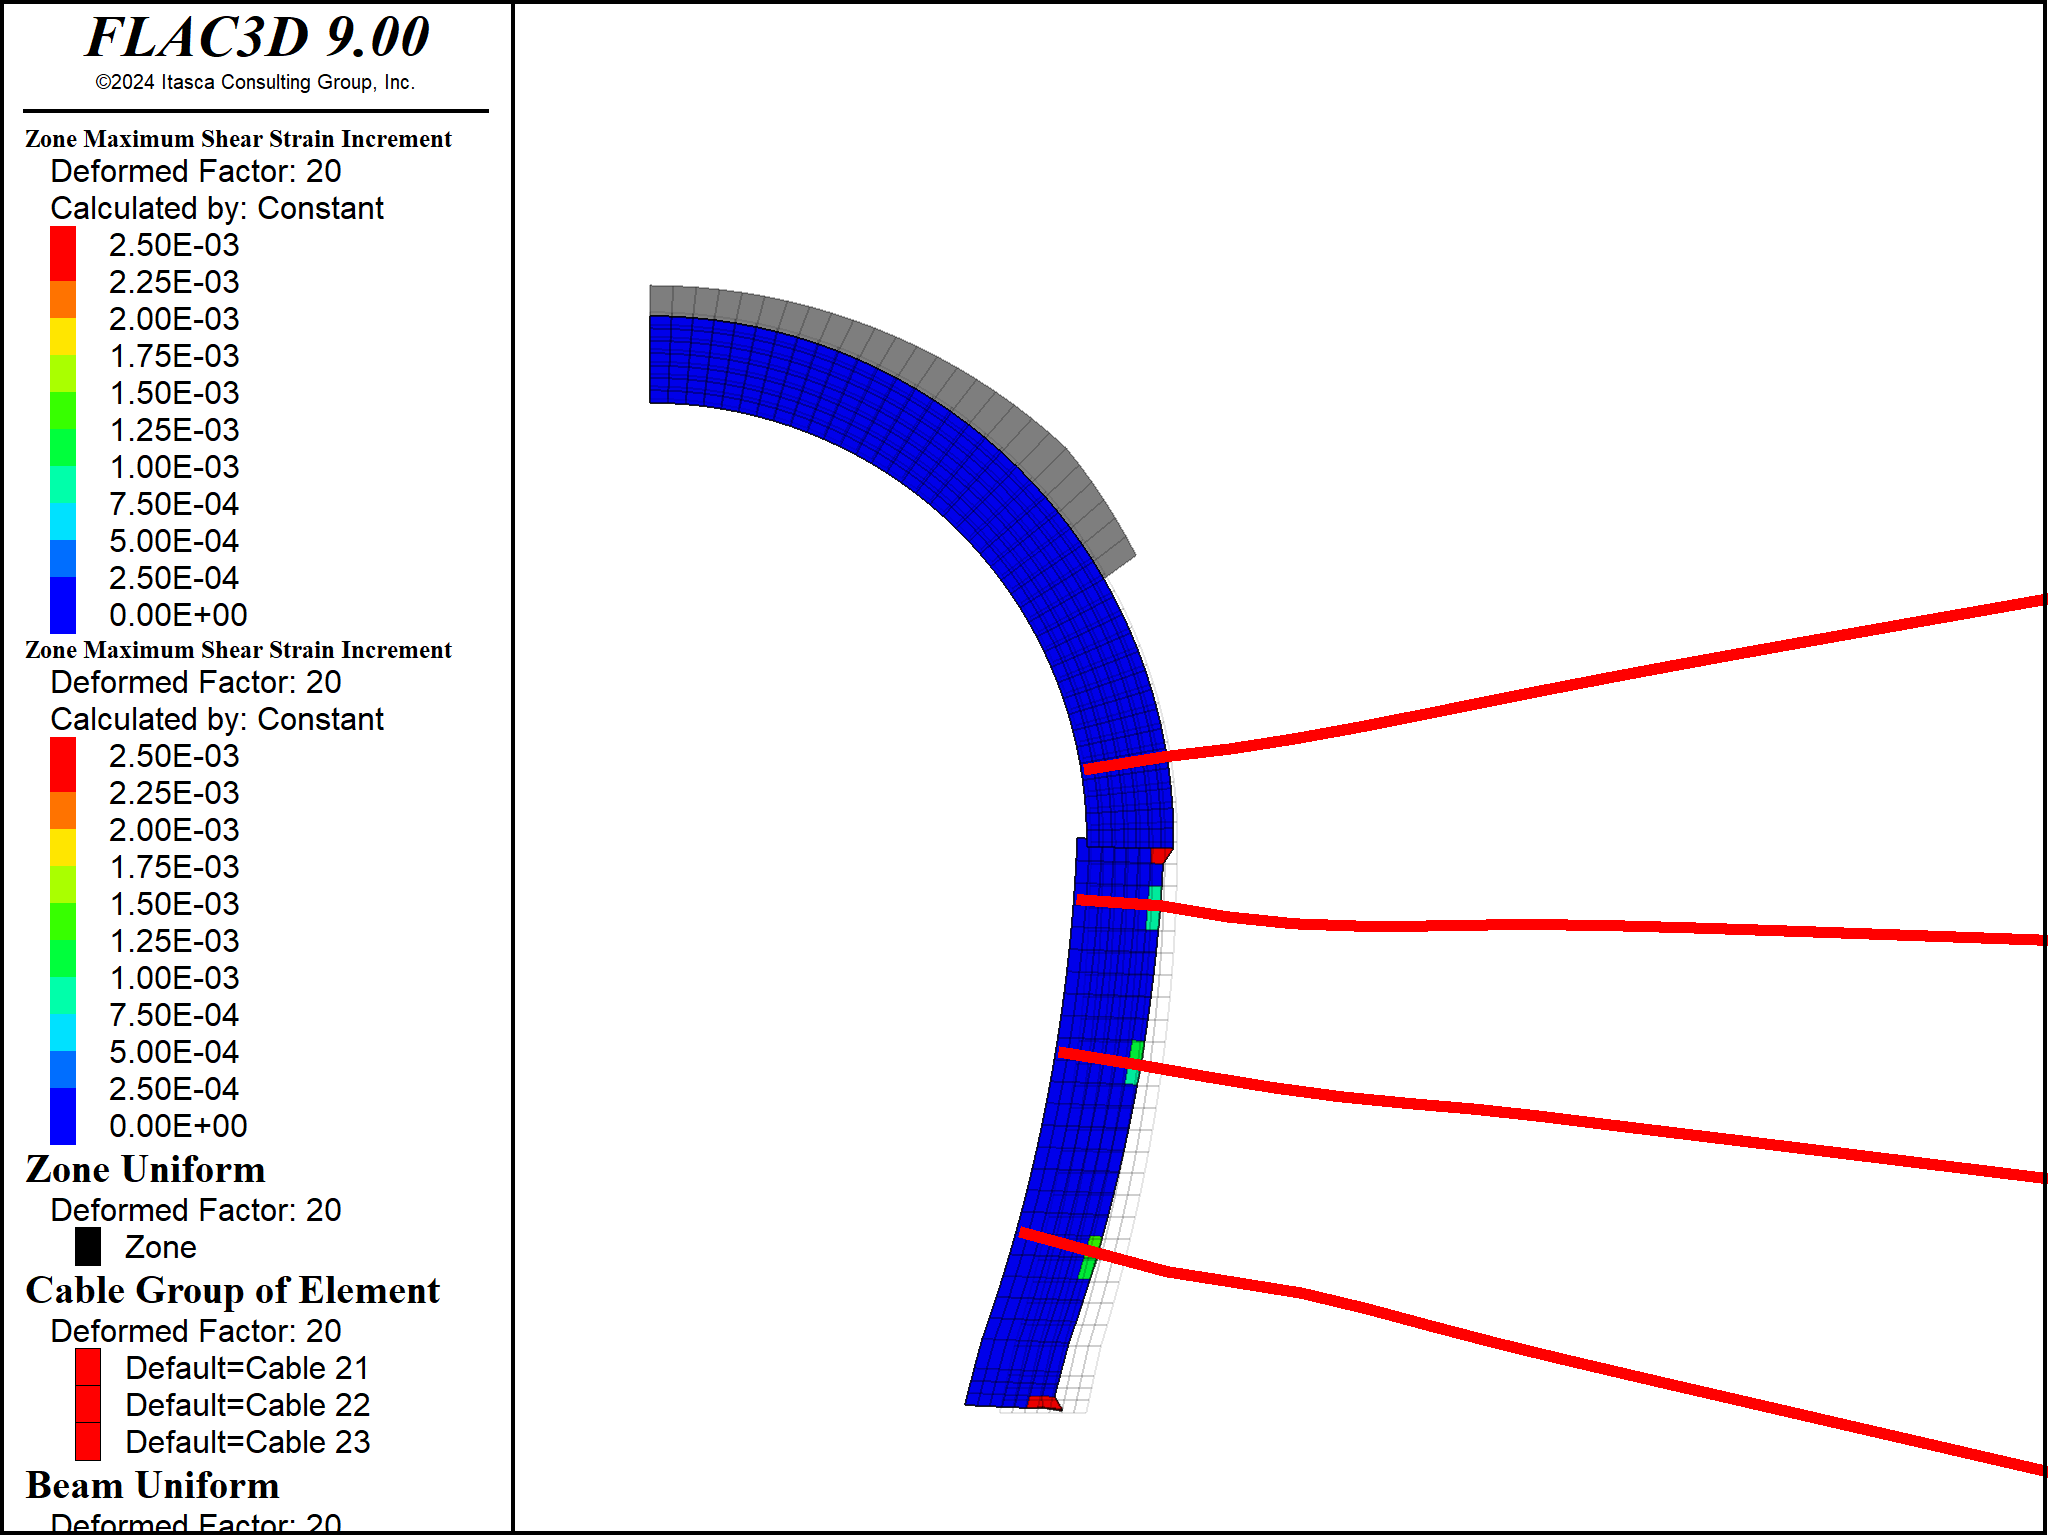 FLAC3D 9.00
©2024 Itasca Consulting Group, Inc.
Zone Maximum Shear Strain Increment
Deformed Factor: 20
Calculated by: Constant
2.50E-03
2.25E-03
2.00E-03
1.75E-03
1.50E-03
1.25E-03
1.00E-03
7.50E-04
5.00E-04
2.50E-04
0.00E+00
Zone Maximum Shear Strain Increment
Deformed Factor: 20
Calculated by: Constant
2.50E-03
2.25E-03
2.00E-03
1.75E-03
1.50E-03
1.25E-03
1.00E-03
7.50E-04
5.00E-04
2.50E-04
0.00E+00
Zone Uniform
Deformed Factor: 20
Zone
Cable Group of Element
Deformed Factor: 20
Default=Cable 21
Default=Cable 22
Default=Cable 23
Beam Uniform
Deformed Factor: 20